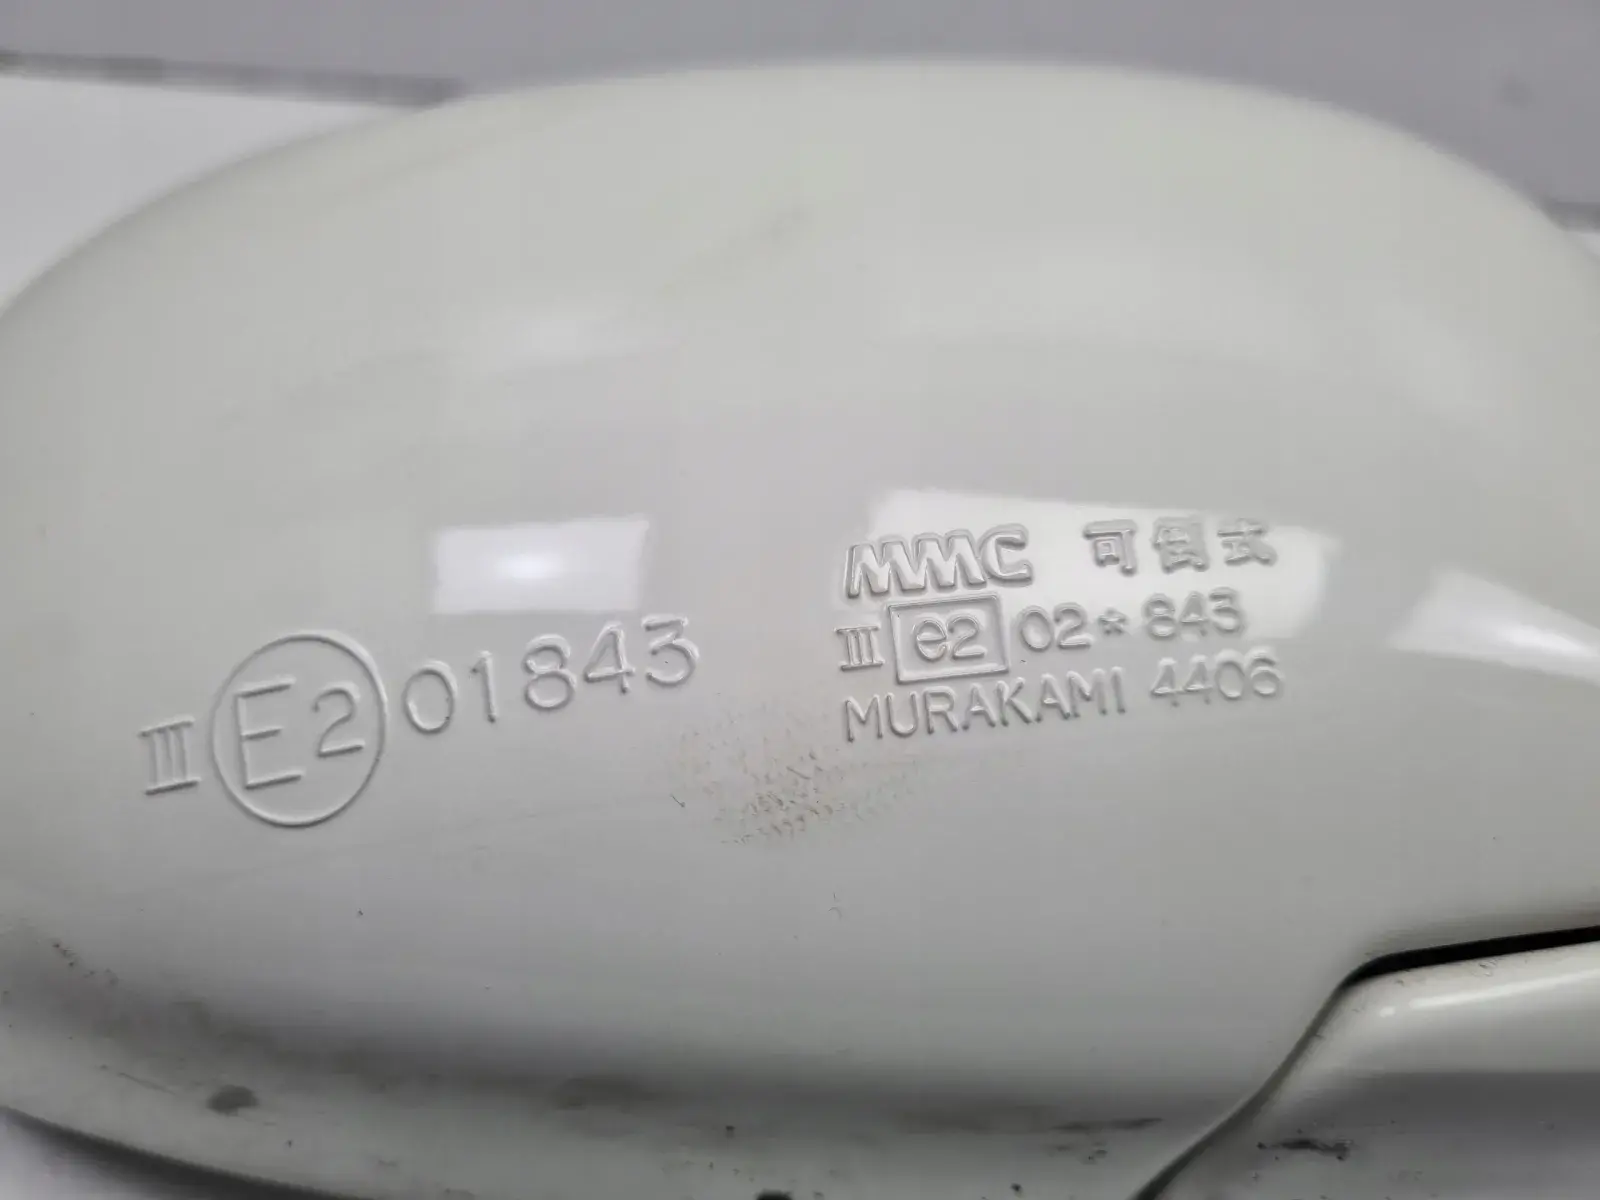 MMC 可倒式
III e2 02*843
MURAKAMI 4406
III E2 01843